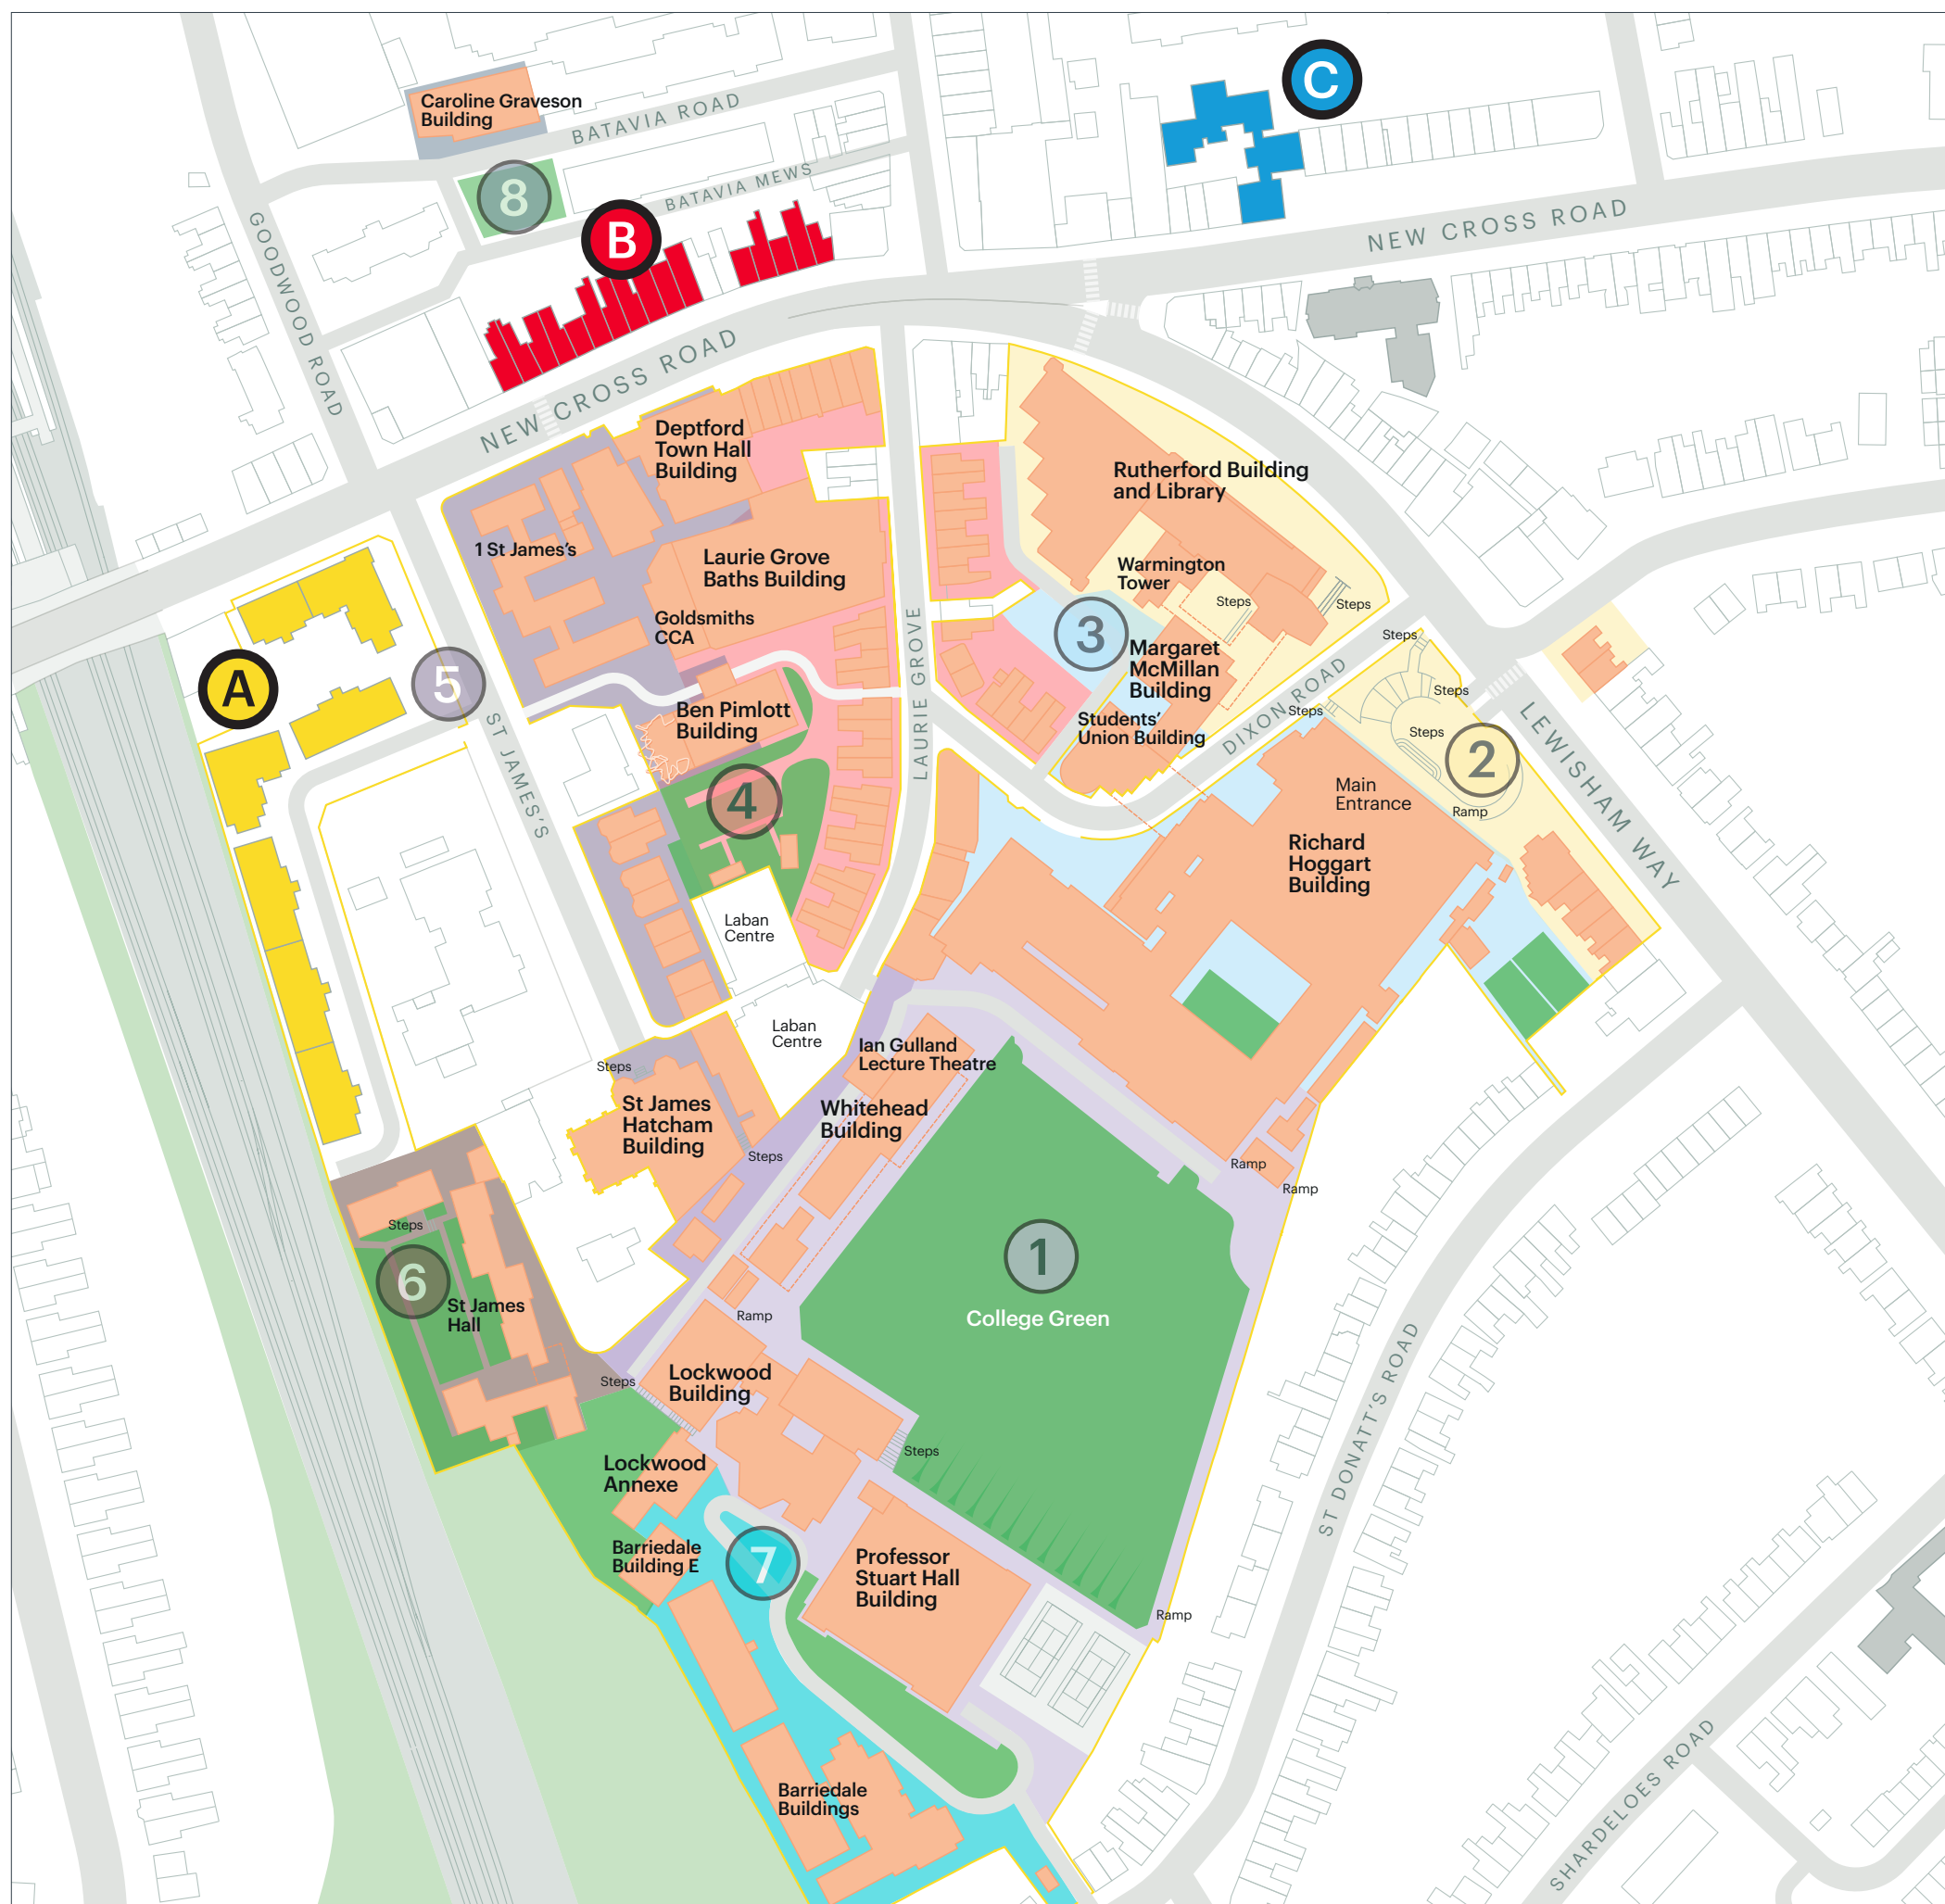 C
Caroline Graveson
Building
BATAVIA ROAD
8
BATAVIA MEWS
B
GOODWOOD ROAD
NEW CROSS ROAD
NEW CROSS ROAD
Deptford
Town Hall
Building
Rutherford Building
and Library
1 St James's
Laurie Grove
Baths Building
Warmington
Tower
Steps
Steps
Goldsmiths
CCA
3
Margaret
McMillan
Building
Steps
A
5
LAURIE GROVE
DIXON ROAD
Steps
Steps
Ben Pimlott
Building
Students'
Union Building
Steps
2
LEWISHAM WAY
ST JAMES'S
4
Main
Entrance
Ramp
Richard
Hoggart
Building
Laban
Centre
Laban
Centre
Ian Gulland
Lecture Theatre
Steps
St James
Hatcham
Building
Whitehead
Building
Steps
Ramp
Ramp
Steps
6
St James
Hall
1
College Green
Ramp
Steps
Lockwood
Building
ST DONATT'S ROAD
Steps
Lockwood
Annexe
Barriedale
Building E
7
Professor
Stuart Hall
Building
Ramp
Barriedale
Buildings
SHARDELOES ROAD